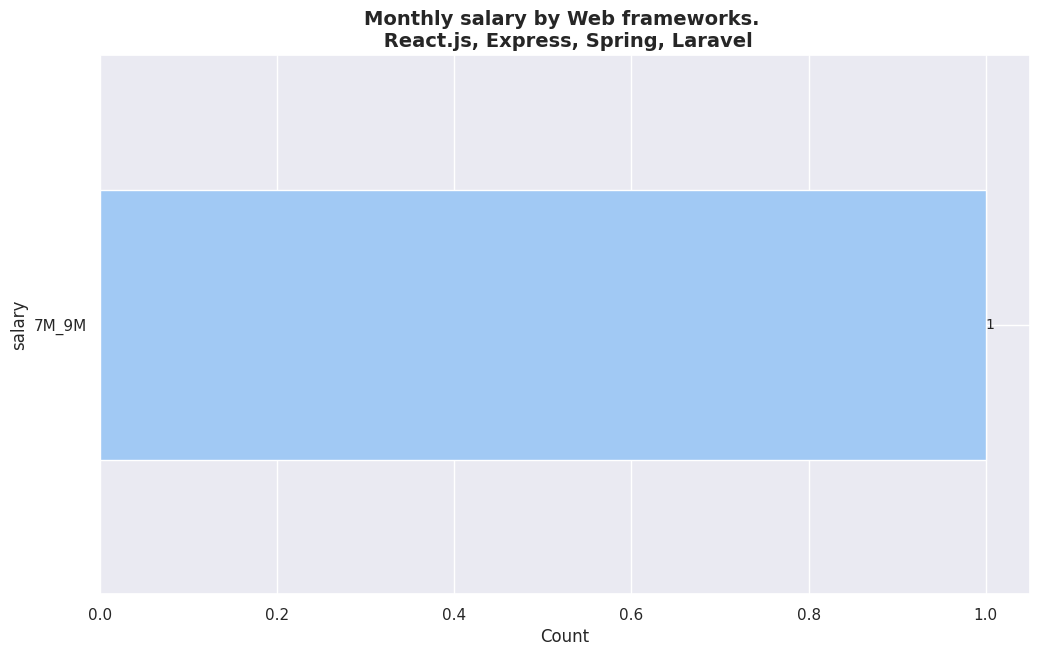 Monthly salary by Web frameworks.
React.js, Express, Spring, Laravel
salary
7M_9M
1
0.0 0.2 0.4 0.6 0.8 1.0
Count